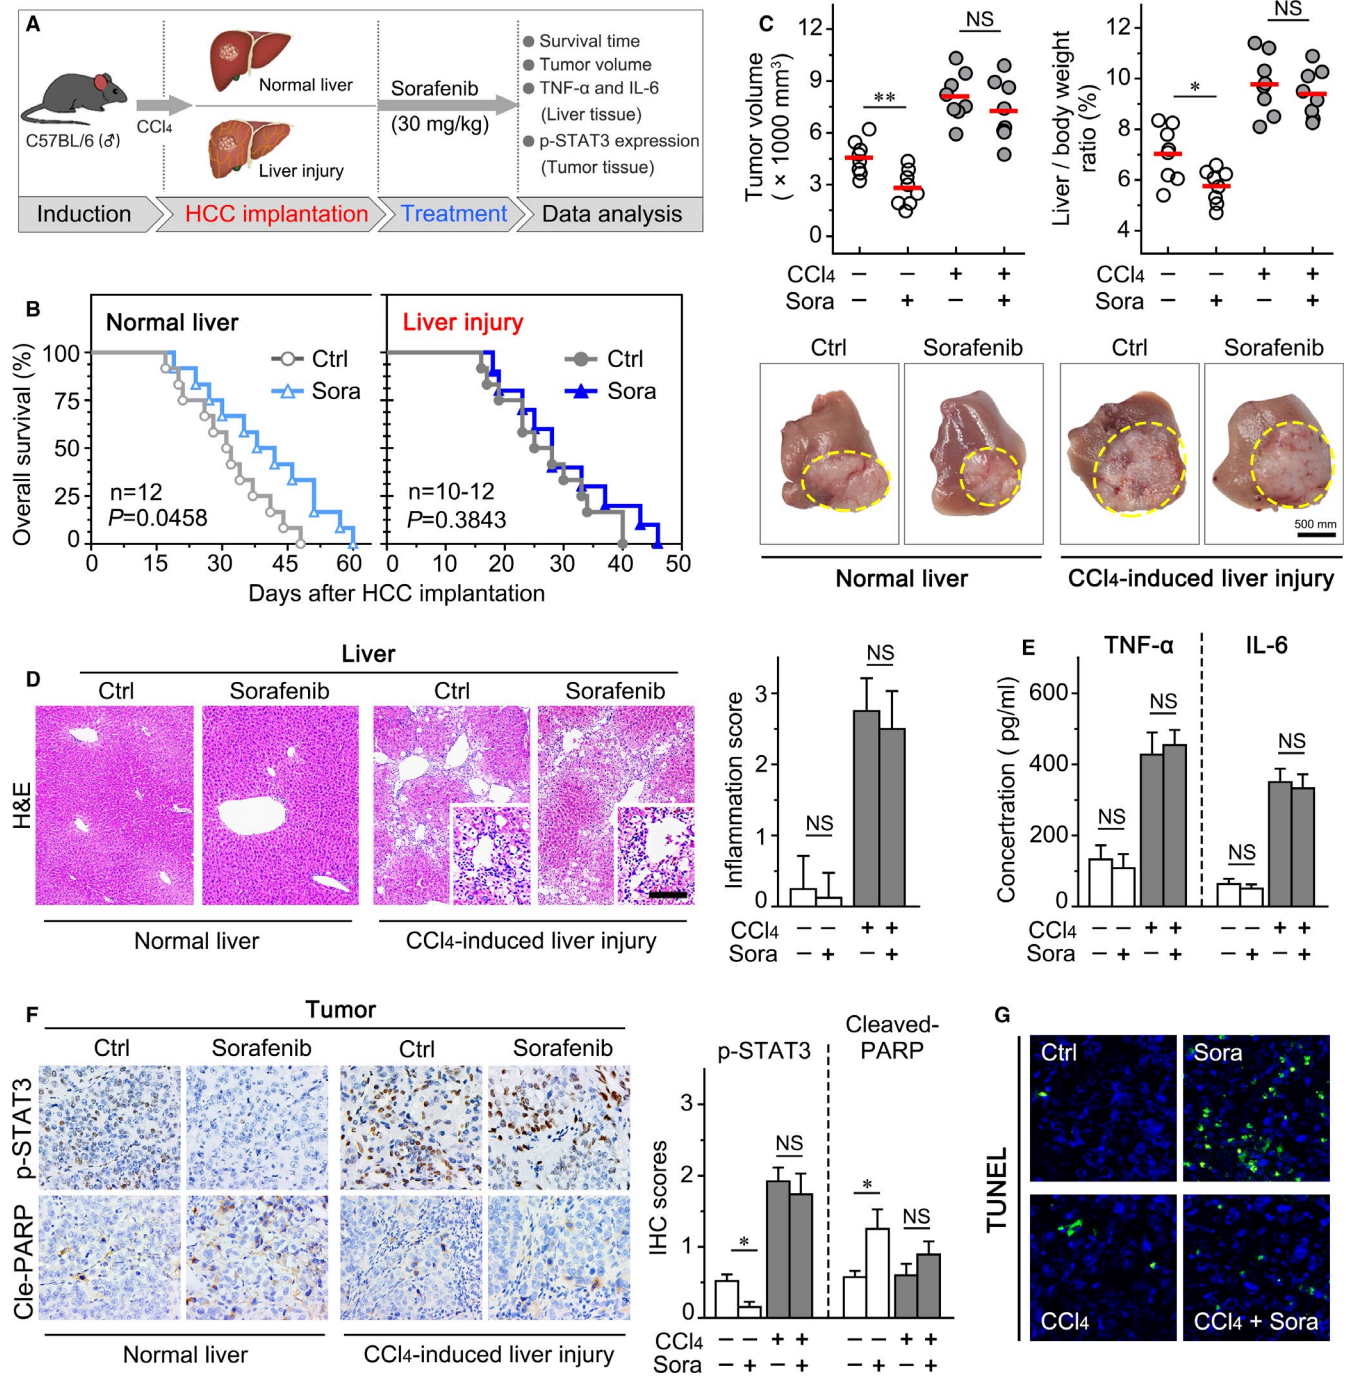 A
C57BL/6 (♂)
CCl₄
Normal liver
Liver injury
Sorafenib
(30 mg/kg)
Survival time
Tumor volume
TNF-α and IL-6
(Liver tissue)
p-STAT3 expression
(Tumor tissue)
Induction
HCC implantation
Treatment
Data analysis
B
Overall survival (%)
100
75
50
25
0
Normal liver
Ctrl
Sora
n=12
P=0.0458
0 15 30 45 60
Liver injury
Ctrl
Sora
n=10-12
P=0.3843
0 10 20 30 40 50
Days after HCC implantation
C
Tumor volume
( × 1000 mm³)
12
9
6
3
0
**
NS
CCl₄ – – + +
Sora – + – +
Liver / body weight
ratio (%)
12
10
8
6
4
*
NS
CCl₄ – – + +
Sora – + – +
Ctrl Sorafenib Ctrl Sorafenib
500 mm
Normal liver
CCl₄-induced liver injury
D
Liver
Ctrl Sorafenib Ctrl Sorafenib
H&E
Normal liver
CCl₄-induced liver injury
Inflammation score
3
2
1
0
NS
NS
CCl₄ – – + +
Sora – + – +
E
TNF-α IL-6
Concertration ( pg/ml)
600
400
200
0
NS
NS
NS
NS
CCl₄ – – + + – – + +
Sora – + – + – + – +
F
Tumor
Ctrl Sorafenib Ctrl Sorafenib
p-STAT3
Cle-PARP
Normal liver
CCl₄-induced liver injury
p-STAT3
Cleaved-
PARP
IHC scores
3
2
1
0
*
NS
*
NS
CCl₄ – – + + – – + +
Sora – + – + – + – +
G
TUNEL
Ctrl
Sora
CCl₄
CCl₄ + Sora